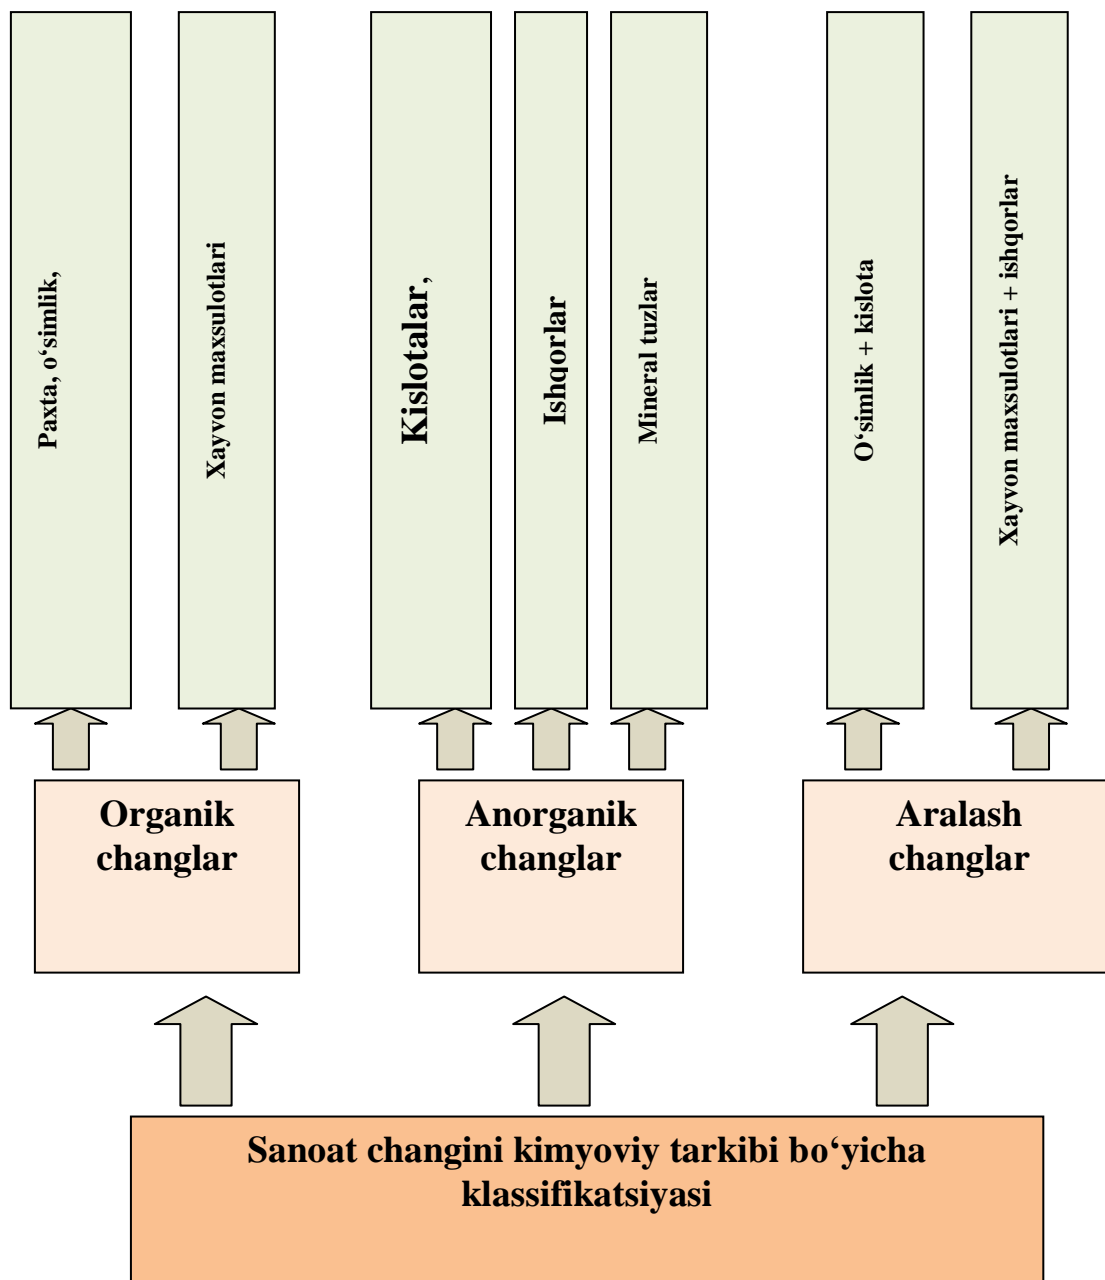 Paxta, o‘simlik,
Xayvon maxsulotlari
Kislotalar,
Ishqorlar
Mineral tuzlar
O‘simlik + kislota
Xayvon maxsulotlari + ishqorlar
Organik
changlar
Anorganik
changlar
Aralash
changlar
Sanoat changini kimyoviy tarkibi bo‘yicha
klassifikatsiyasi